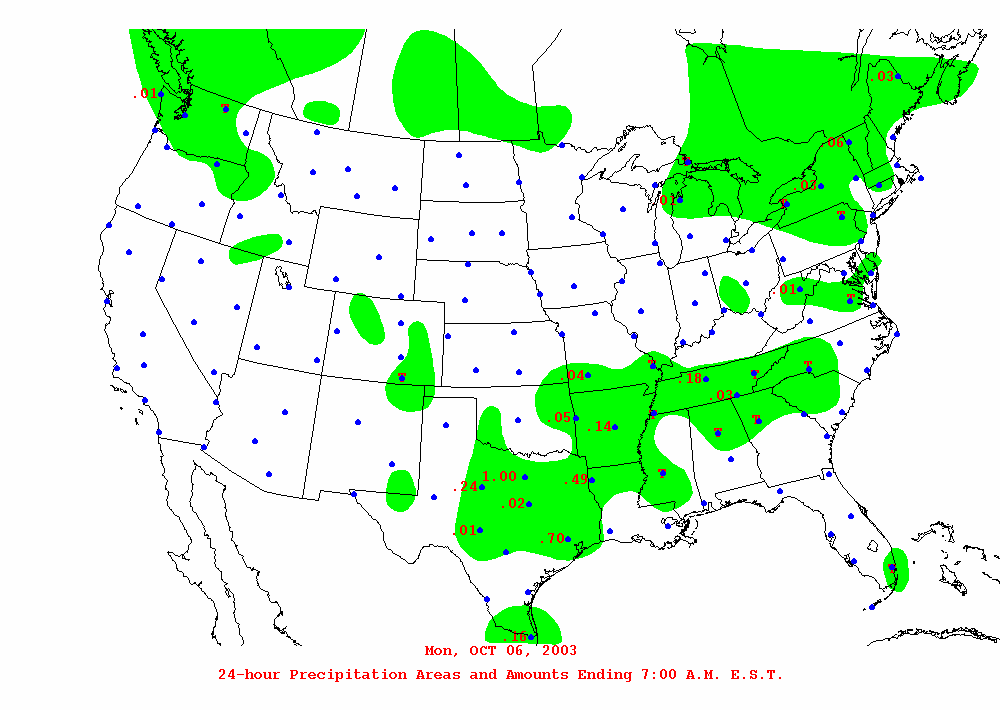 .03
.01 T
.06
.03
.01 T
T
.01 T
T
.04 .18 T T
T .03
.05 .14 T T
T
1.00 .49 T
.24
.02
.01 .70
T
.16
Mon, OCT 06, 2003
24-hour Precipitation Areas and Amounts Ending 7:00 A.M. E.S.T.